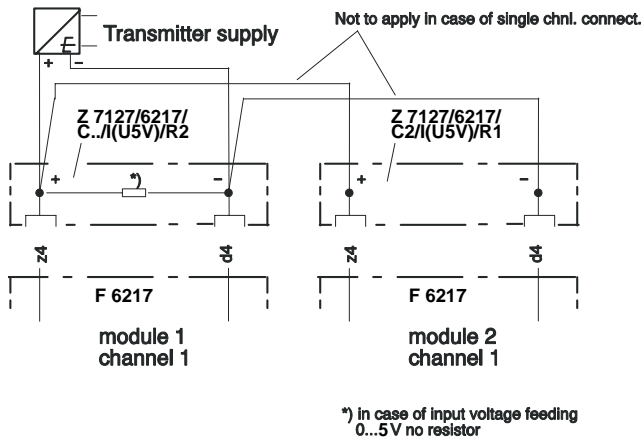 Transmitter supply
Not to apply in case of single chnl. connect.
E
+ −
Z 7127/6217/
C../I(U5V)/R2
Z 7127/6217/
C2/I(U5V)/R1
+ *) −
+ −
z4 d4
z4 d4
F 6217
F 6217
module 1
channel 1
module 2
channel 1
*) in case of input voltage feeding
0...5 V no resistor